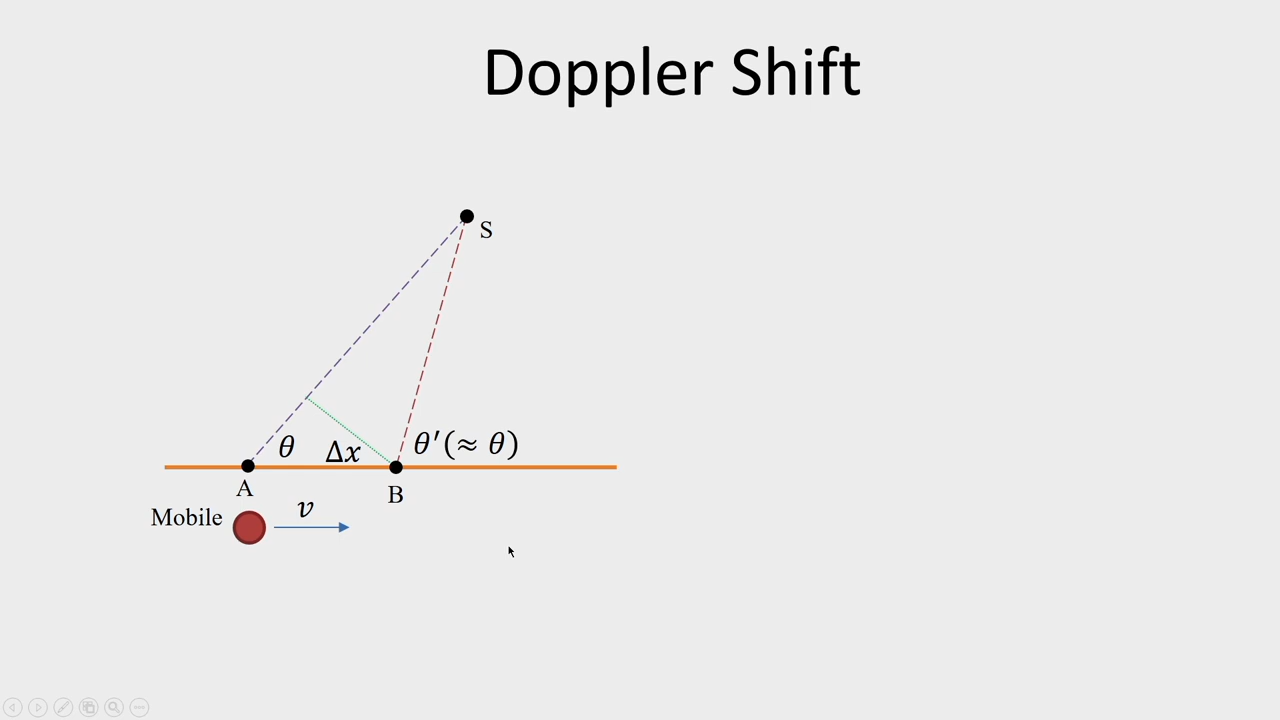 Doppler Shift
S
θ
Δx
θ′(≈ θ)
A
B
Mobile
v